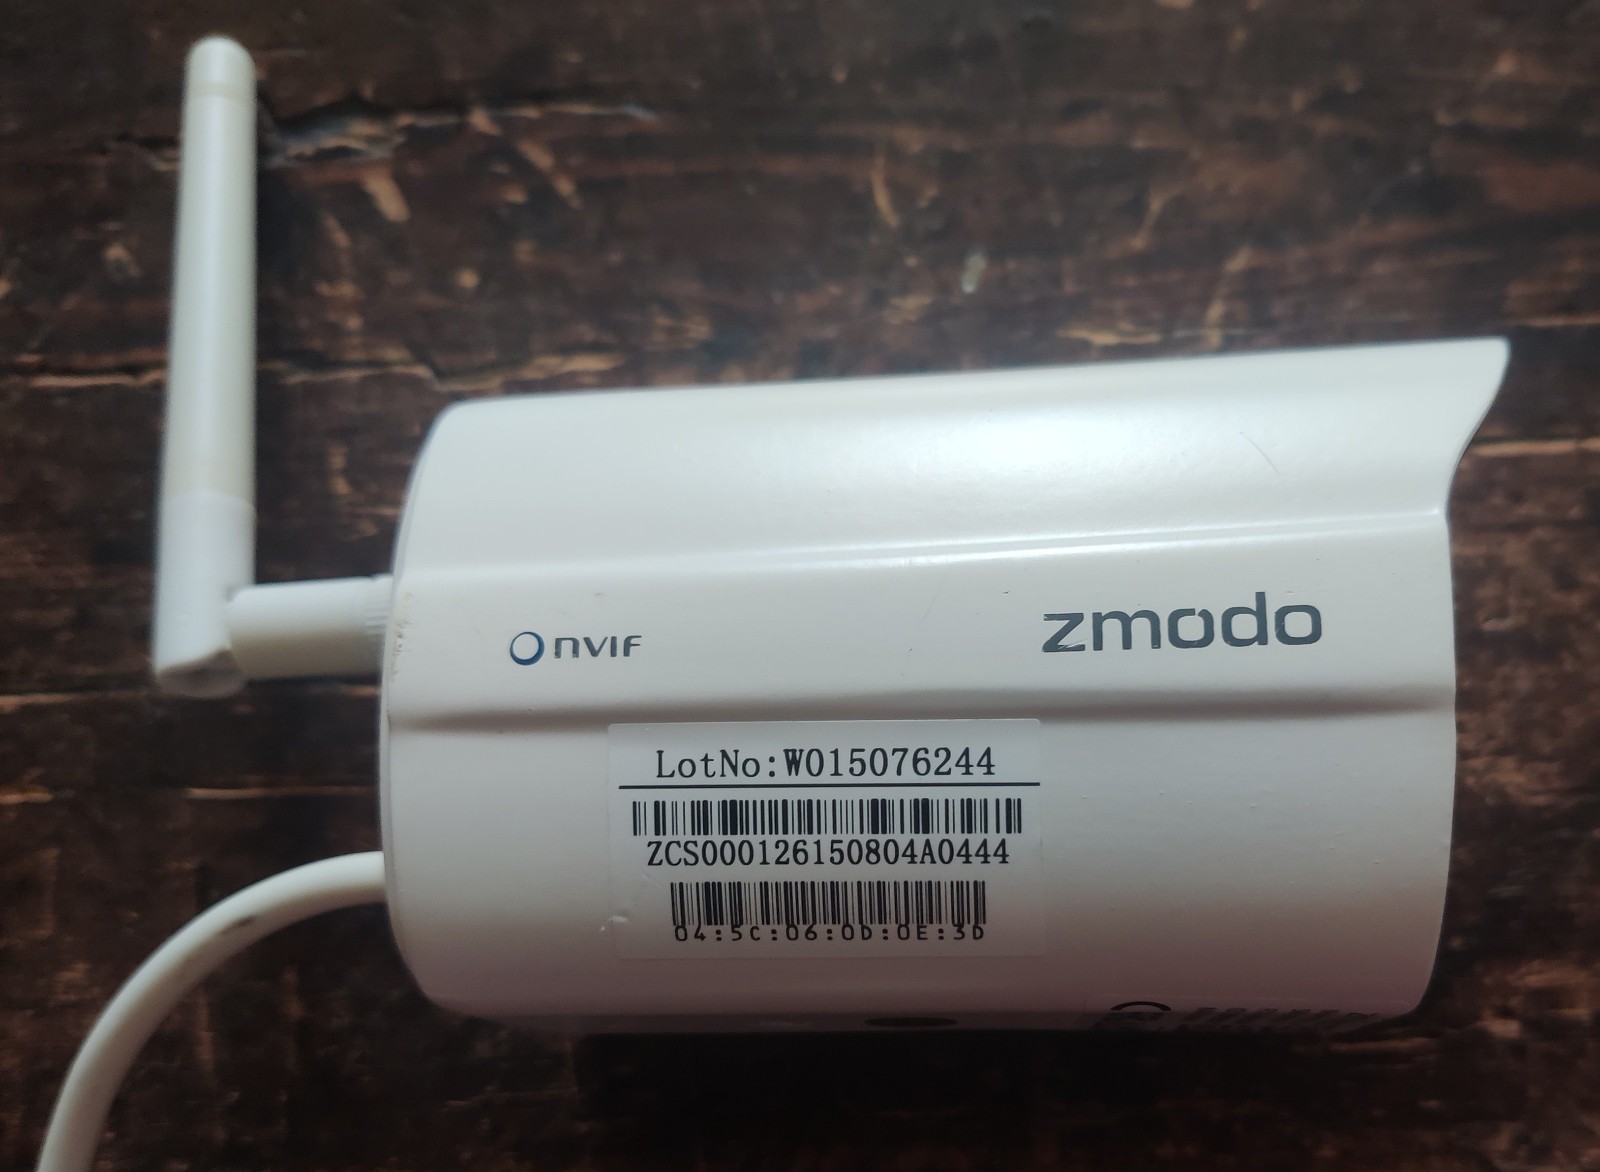 ONVIF
zmodo
LotNo:W015076244
ZCS000126150804A0444
04:5C:06:0D:0E:3D